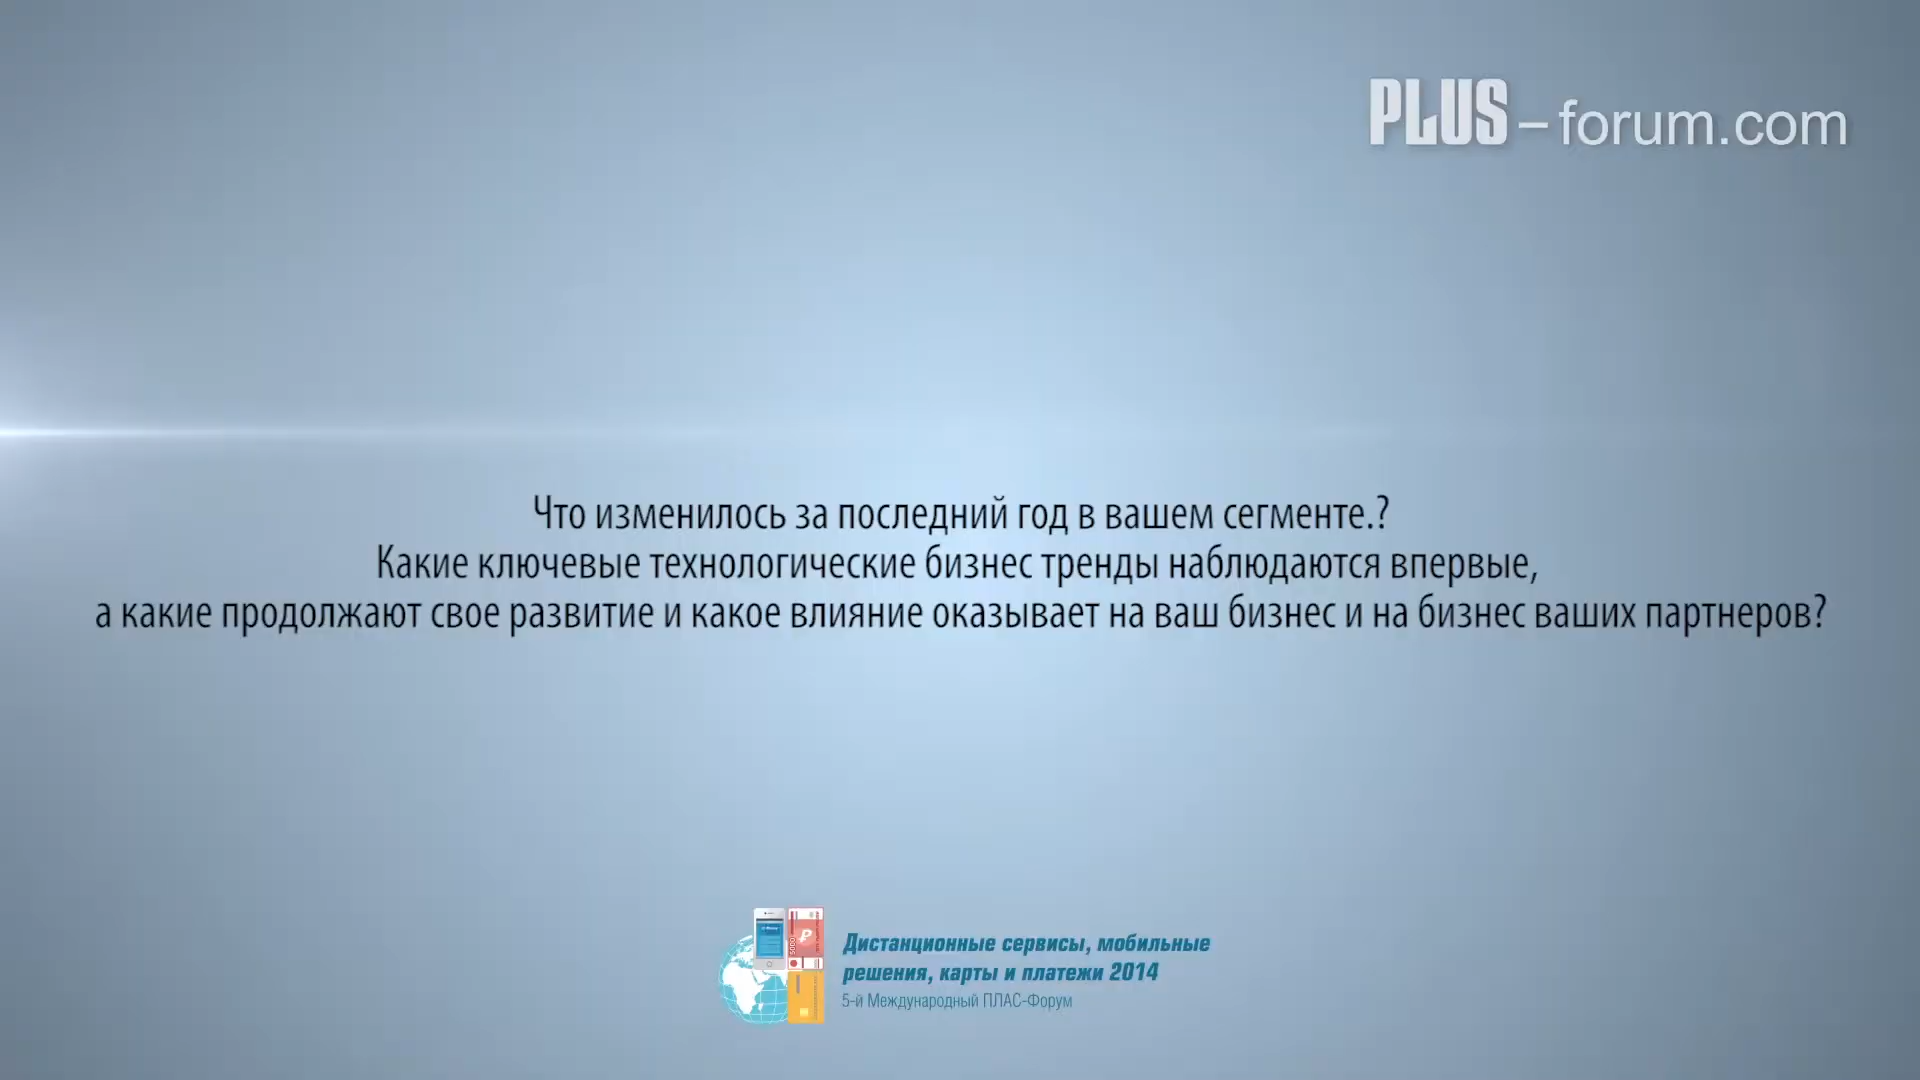 PLUS – forum.com
Что изменилось за последний год в вашем сегменте.?
Какие ключевые технологические бизнес тренды наблюдаются впервые,
а какие продолжают свое развитие и какое влияние оказывает на ваш бизнес и на бизнес ваших партнеров?
Дистанционные сервисы, мобильные
решения, карты и платежи 2014
5-й Международный ПЛАС-Форум